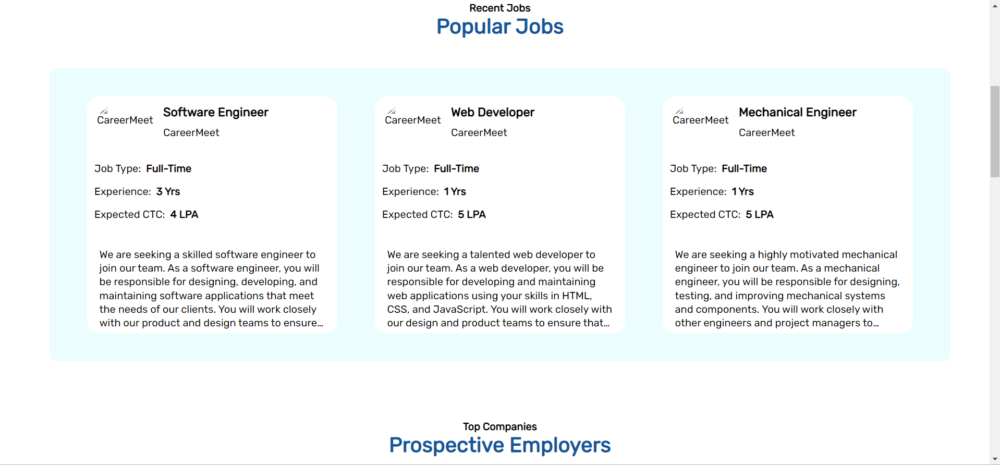 Recent Jobs
Popular Jobs
CareerMeet
Software Engineer
CareerMeet
Job Type: Full-Time
Experience: 3 Yrs
Expected CTC: 4 LPA
We are seeking a skilled software engineer to
join our team. As a software engineer, you will
be responsible for designing, developing, and
maintaining software applications that meet
the needs of our clients. You will work closely
with our product and design teams to ensure…
CareerMeet
Web Developer
CareerMeet
Job Type: Full-Time
Experience: 1 Yrs
Expected CTC: 5 LPA
We are seeking a talented web developer to
join our team. As a web developer, you will be
responsible for developing and maintaining
web applications using your skills in HTML,
CSS, and JavaScript. You will work closely with
our design and product teams to ensure that…
CareerMeet
Mechanical Engineer
CareerMeet
Job Type: Full-Time
Experience: 1 Yrs
Expected CTC: 5 LPA
We are seeking a highly motivated mechanical
engineer to join our team. As a mechanical
engineer, you will be responsible for designing,
testing, and improving mechanical systems
and components. You will work closely with
other engineers and project managers to…
Top Companies
Prospective Employers